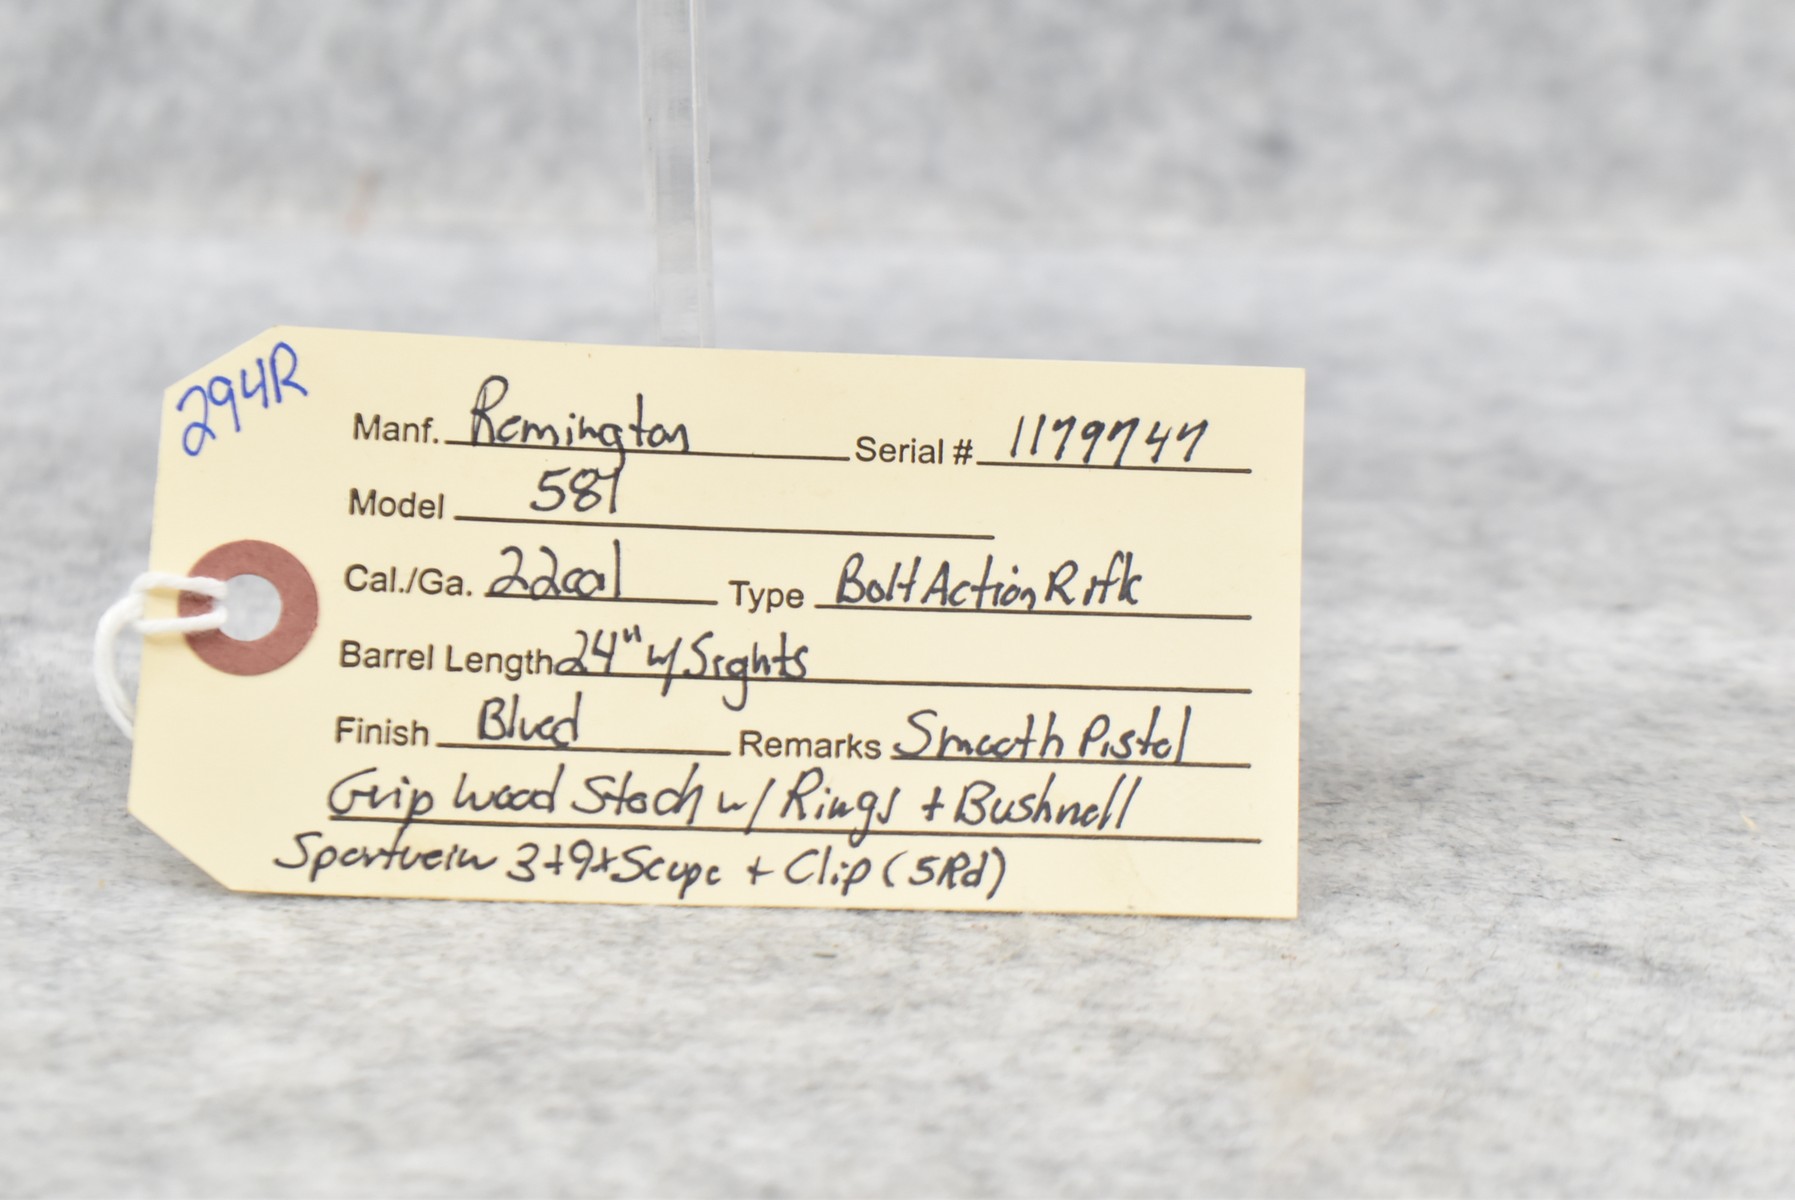 294R
Manf. Remington Serial # 1179747
Model 581
Cal./Ga. 22cal Type Bolt Action Rifle
Barrel Length 24" w/ Sights
Finish Blued Remarks Smooth Pistol
Grip Wood Stock w/ Rings + Bushnell
Sportveiw 3+9x Scope + Clip (5Rd)